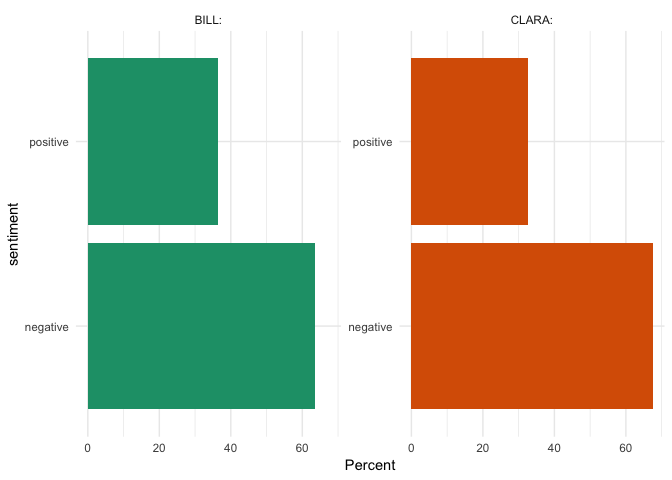 BILL: CLARA:
sentiment
positive positive
negative negative
0 20 40 60 0 20 40 60
Percent